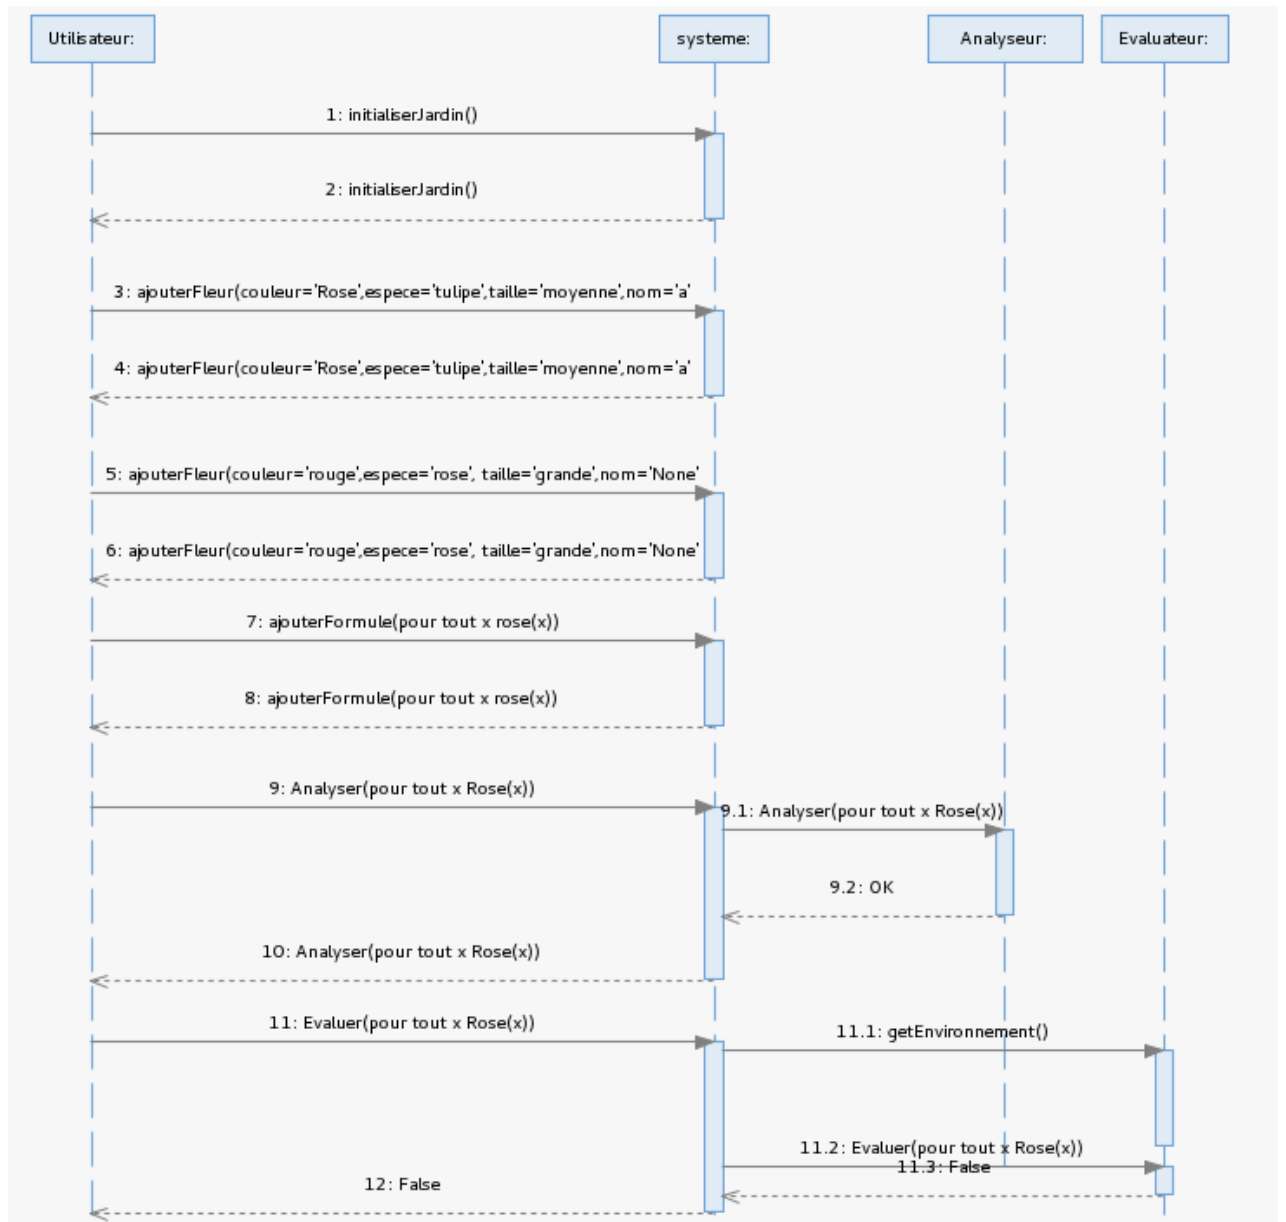 Utilisateur: systeme: Analyseur: Evaluateur:
1: initialiserJardin()
2: initialiserJardin()
3: ajouterFleur(couleur='Rose',espece='tulipe',taille='moyenne',nom='a'
4: ajouterFleur(couleur='Rose',espece='tulipe',taille='moyenne',nom='a'
5: ajouterFleur(couleur='rouge',espece='rose', taille='grande',nom='None'
6: ajouterFleur(couleur='rouge',espece='rose', taille='grande',nom='None'
7: ajouterFormule(pour tout x rose(x))
8: ajouterFormule(pour tout x rose(x))
9: Analyser(pour tout x Rose(x))
9.1: Analyser(pour tout x Rose(x))
9.2: OK
10: Analyser(pour tout x Rose(x))
11: Evaluer(pour tout x Rose(x))
11.1: getEnvironnement()
11.2: Evaluer(pour tout x Rose(x))
11.3: False
12: False